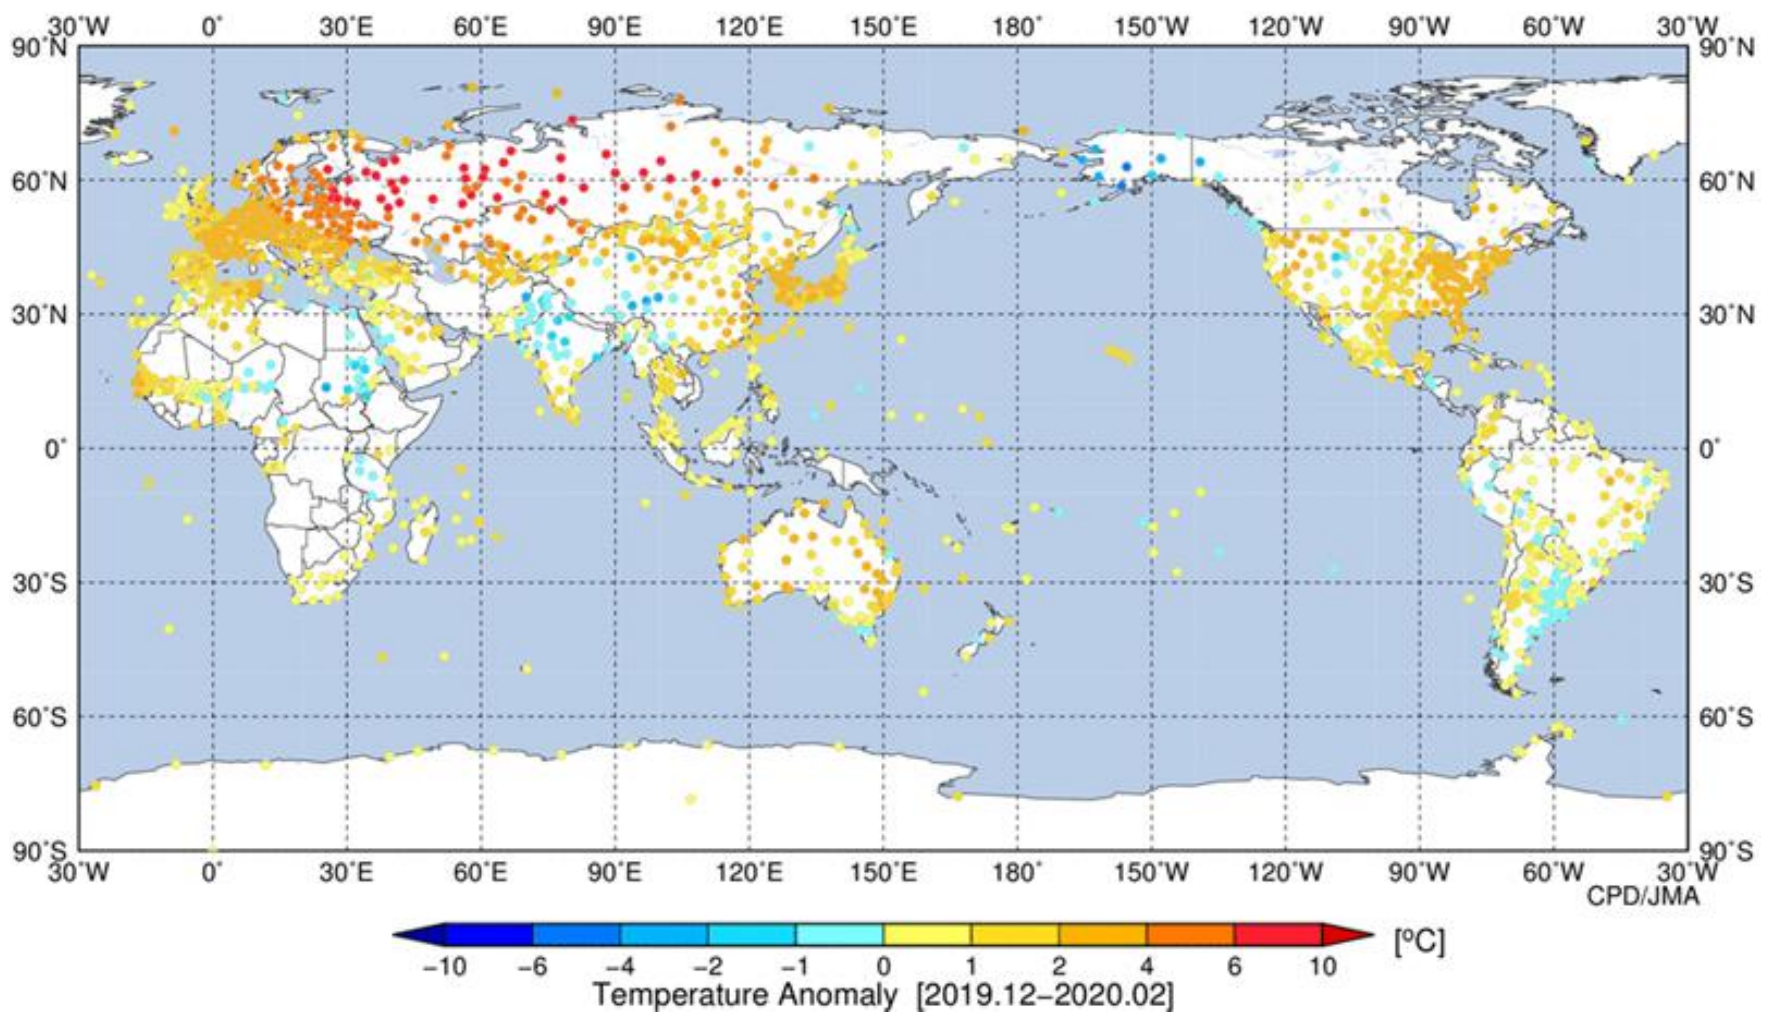 30˚W 0˚ 30˚E 60˚E 90˚E 120˚E 150˚E 180˚ 150˚W 120˚W 90˚W 60˚W 30˚W
90˚N 90˚N
60˚N 60˚N
30˚N 30˚N
0˚ 0˚
30˚S 30˚S
60˚S 60˚S
90˚S 90˚S
30˚W 0˚ 30˚E 60˚E 90˚E 120˚E 150˚E 180˚ 150˚W 120˚W 90˚W 60˚W 30˚W
CPD/JMA
[ºC]
−10 −6 −4 −2 −1 0 1 2 4 6 10
Temperature Anomaly [2019.12−2020.02]